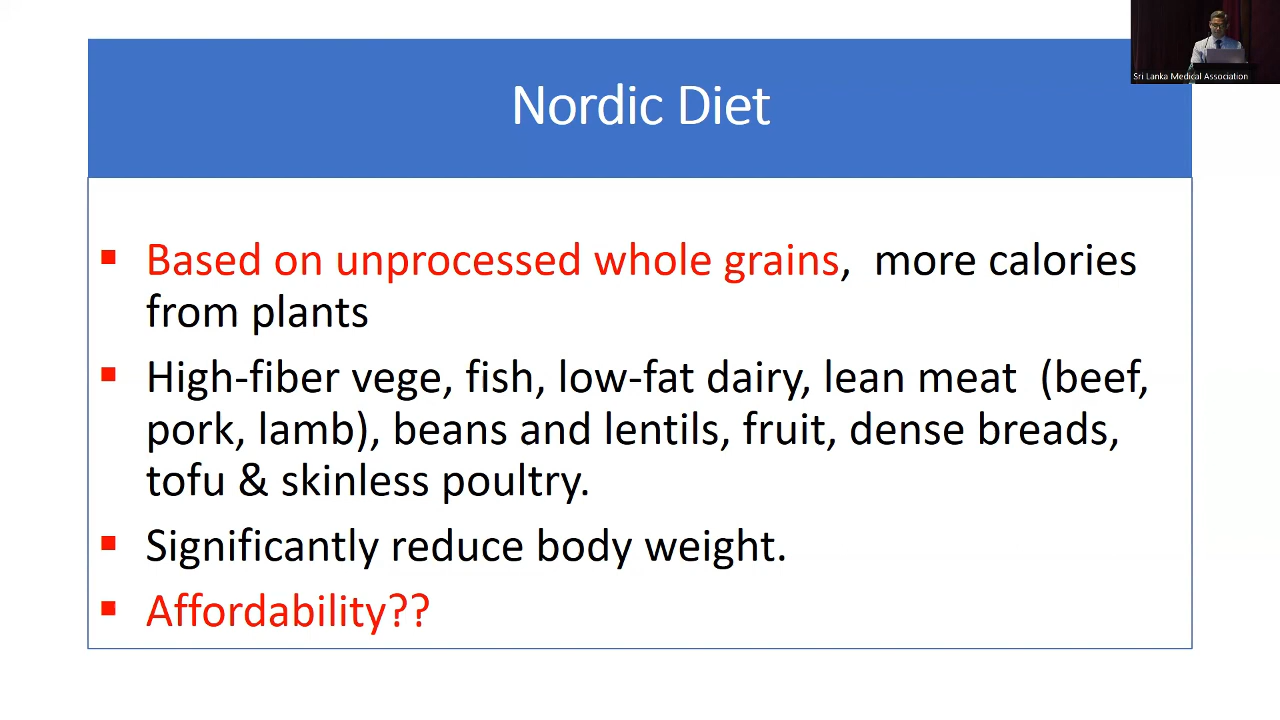 Sri Lanka Medical Association
Nordic Diet
Based on unprocessed whole grains, more calories
from plants
High-fiber vege, fish, low-fat dairy, lean meat (beef,
pork, lamb), beans and lentils, fruit, dense breads,
tofu & skinless poultry.
Significantly reduce body weight.
Affordability??